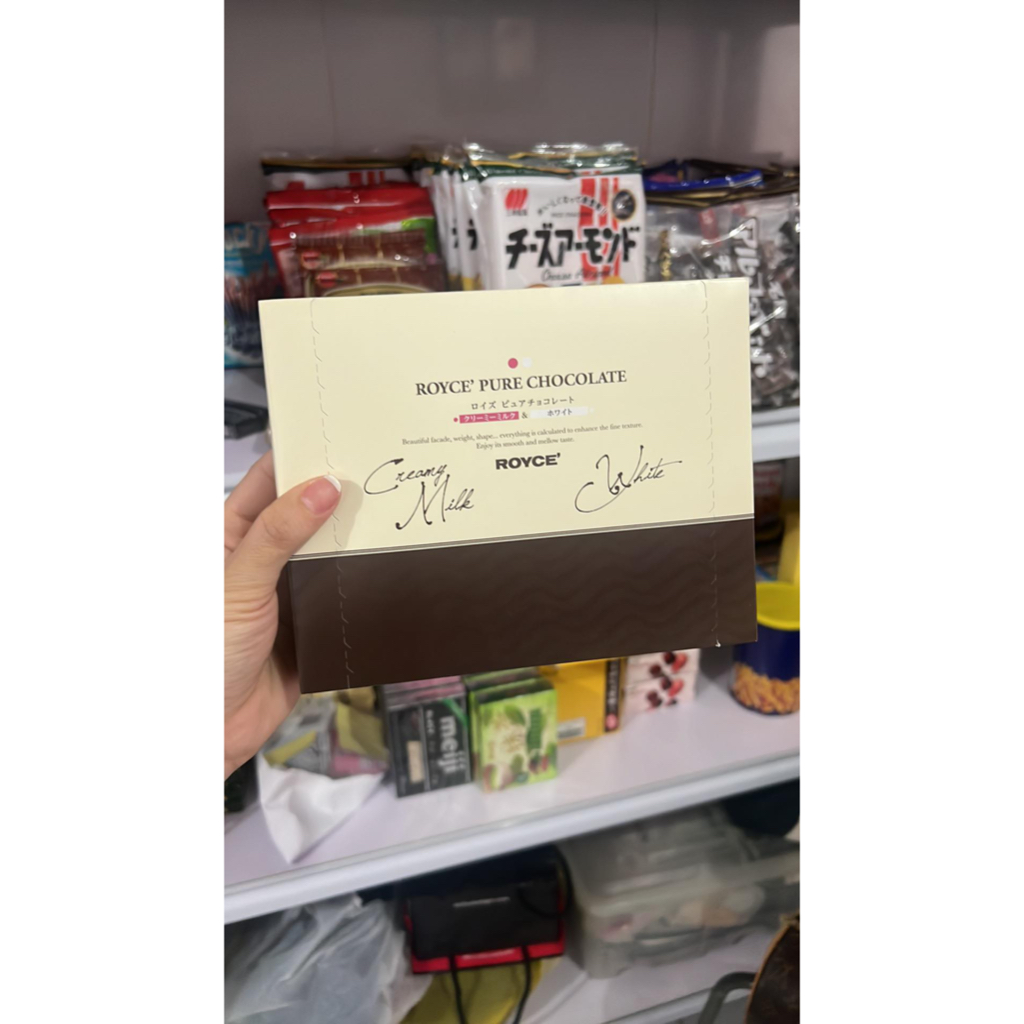 チーズアーモンド
ROYCE' PURE CHOCOLATE
ロイズ ピュアチョコレート
クリーミーミルク & ホワイト
Beautiful facade, weight, shape... everything is calculated to enhance the fine texture.
Enjoy its smooth and mellow taste.
ROYCE'
Creamy Milk
White
meiji